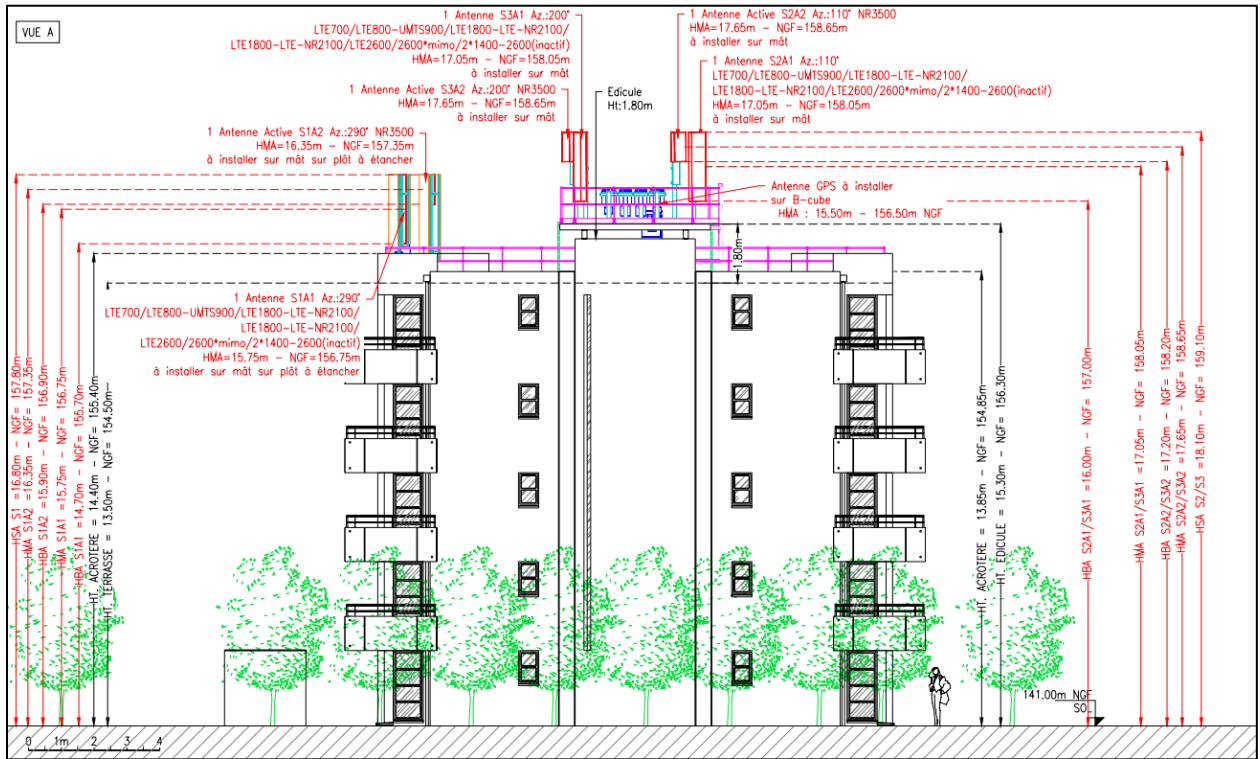 VUE A
1 Antenne S3A1 Az.:200°
LTE700/LTE800-UMTS900/LTE1800-LTE-NR2100/
LTE1800-LTE-NR2100/LTE2600/2600*mimo/2*1400-2600(inactif)
HMA=17.05m - NGF=158.05m
à installer sur mât
1 Antenne Active S3A2 Az.:200° NR3500
HMA=17.65m - NGF=158.65m
à installer sur mât
1 Antenne Active S2A2 Az.:110° NR3500
HMA=17.65m - NGF=158.65m
à installer sur mât
1 Antenne S2A1 Az.:110°
LTE700/LTE800-UMTS900/LTE1800-LTE-NR2100/
LTE1800-LTE-NR2100/LTE2600/2600*mimo/2*1400-2600(inactif)
HMA=17.05m - NGF=158.05m
à installer sur mât
Edicule
Ht:1.80m
1 Antenne Active S1A2 Az.:290° NR3500
HMA=16.35m - NGF=157.35m
à installer sur mât sur plôt à étancher
Antenne GPS à installer
sur B-cube
HMA : 15.50m - 156.50m NGF
1.80m
1 Antenne S1A1 Az.:290°
LTE700/LTE800-UMTS900/LTE1800-LTE-NR2100/
LTE1800-LTE-NR2100/
LTE2600/2600*mimo/2*1400-2600(inactif)
HMA=15.75m - NGF=156.75m
à installer sur mât sur plôt à étancher
HSA S1 =16.80m - NGF= 157.80m
HMA S1A2 =16.35m - NGF= 157.35m
HBA S1A2 =15.90m - NGF= 156.90m
HMA S1A1 =15.75m - NGF= 156.75m
HBA S1A1 =14.70m - NGF= 155.70m
HT. ACROTERE = 14.40m - NGF= 155.40m
HT. TERRASSE = 13.50m - NGF= 154.50m
HT. ACROTERE = 13.85m - NGF= 154.85m
HT. EDICULE = 15.30m - NGF= 156.30m
HBA S2A1/S3A1 =16.00m - NGF= 157.00m
HMA S2A1/S3A1 =17.05m - NGF= 158.05m
HBA S2A2/S3A2 =17.20m - NGF= 158.20m
HMA S2A2/S3A2 =17.65m - NGF= 158.65m
HSA S2/S3 =18.10m - NGF= 159.10m
141.00m NGF
SOL
0 1m 2 3 4